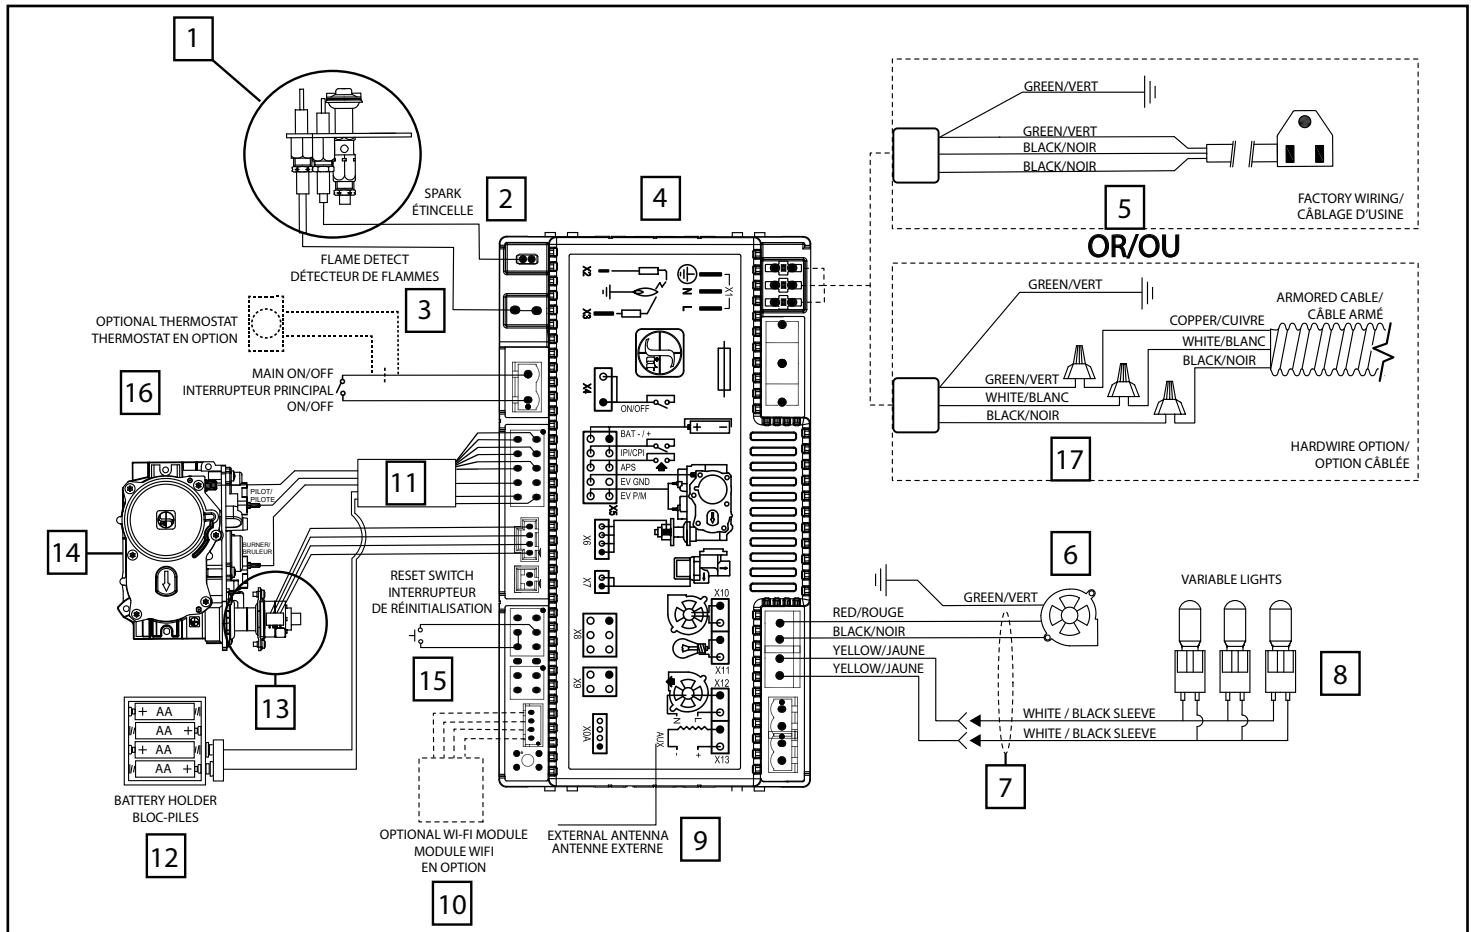 1
SPARK
ÉTINCELLE
2
4
FLAME DETECT
DÉTECTEUR DE FLAMMES
3
OPTIONAL THERMOSTAT
THERMOSTAT EN OPTION
16
MAIN ON/OFF
INTERRUPTEUR PRINCIPAL
ON/OFF
GREEN/VERT
GREEN/VERT
BLACK/NOIR
BLACK/NOIR
5
FACTORY WIRING/
CÂBLAGE D'USINE
OR/OU
GREEN/VERT
ARMORED CABLE/
CÂBLE ARMÉ
COPPER/CUIVRE
WHITE/BLANC
BLACK/NOIR
GREEN/VERT
WHITE/BLANC
BLACK/NOIR
17
HARDWIRE OPTION/
OPTION CÂBLÉE
X2
X3
X1
N
L
X4
ON/OFF
+ −
BAT - / +
IPI/CPI
APS
EV GND
EV P/M
X5
X6
X7
X8
X9
X0A
X10
X11
X12
N
L
AUX
- +
X13
11
PILOT/
PILOTE
BURNER/
BRULEUR
14
13
RESET SWITCH
INTERRUPTEUR
DE RÉINITIALISATION
15
+ AA
AA +
+ AA
AA +
BATTERY HOLDER
BLOC-PILES
12
OPTIONAL WI-FI MODULE
MODULE WIFI
EN OPTION
10
EXTERNAL ANTENNA
ANTENNE EXTERNE
9
6
GREEN/VERT
RED/ROUGE
BLACK/NOIR
YELLOW/JAUNE
YELLOW/JAUNE
VARIABLE LIGHTS
8
WHITE / BLACK SLEEVE
WHITE / BLACK SLEEVE
7